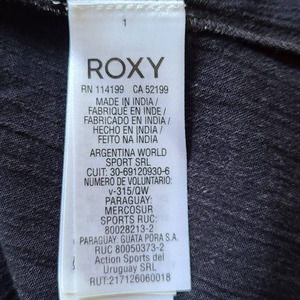 1
ROXY
RN 114199 CA 52199
MADE IN INDIA /
FABRIQUÉ EN INDE /
FABRICADO EN INDIA /
HECHO EN INDIA /
FEITO NA INDIA
ARGENTINA WORLD
SPORT SRL
CUIT: 30-69120930-6
NÚMERO DE VOLUNTARIO:
v-315/QW
PARAGUAY:
MERCOSUR
SPORTS RUC:
80028213-2
PARAGUAY: GUATA PORA S.A.
RUC 80050373-2
Action Sports del
Uruguay SRL
RUT:217126060018